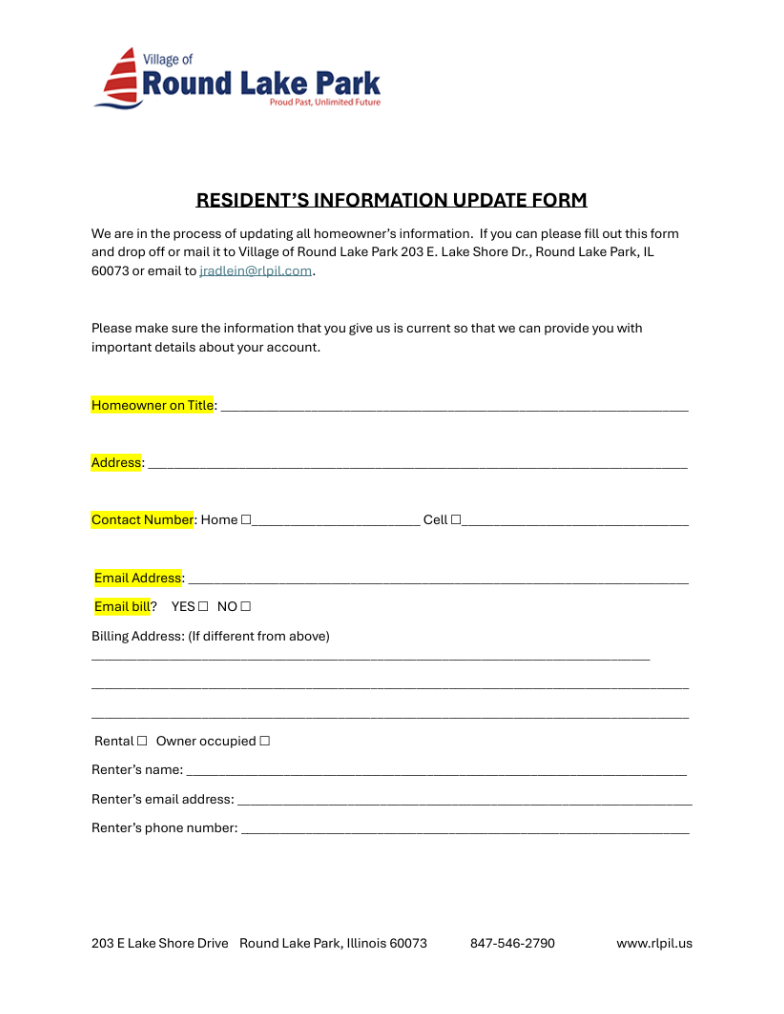 Village of
Round Lake Park
Proud Past, Unlimited Future
RESIDENT’S INFORMATION UPDATE FORM
We are in the process of updating all homeowner’s information.  If you can please fill out this form
and drop off or mail it to Village of Round Lake Park 203 E. Lake Shore Dr., Round Lake Park, IL
60073 or email to jradlein@rlpil.com.
Please make sure the information that you give us is current so that we can provide you with
important details about your account.
Homeowner on Title: ____________________________________________________________
Address: ____________________________________________________________
Contact Number: Home ☐______________________ Cell ☐______________________________
Email Address: ____________________________________________________________
Email bill?    YES ☐   NO ☐
Billing Address: (If different from above)
____________________________________________________________
____________________________________________________________
____________________________________________________________
Rental ☐   Owner occupied ☐
Renter’s name: ____________________________________________________________
Renter’s email address: ____________________________________________________________
Renter’s phone number: ____________________________________________________________
203 E Lake Shore Drive   Round Lake Park, Illinois 60073   847-546-2790   www.rlpil.us